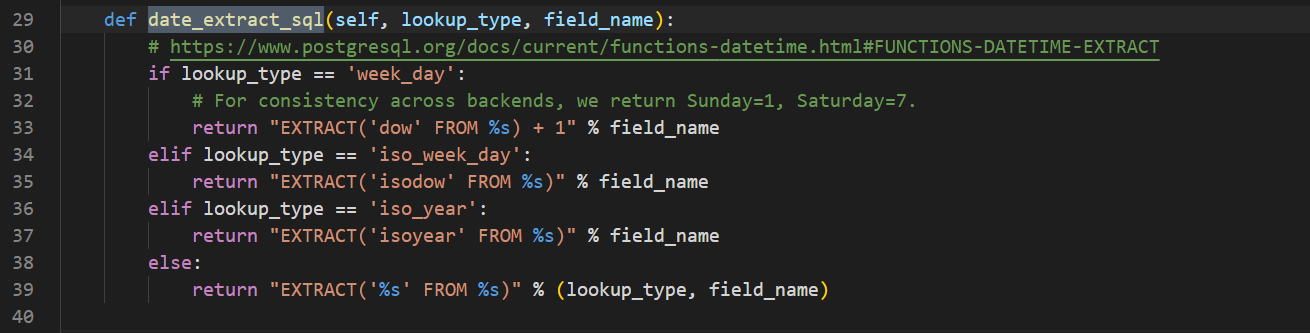 29 def date_extract_sql(self, lookup_type, field_name):
30 # https://www.postgresql.org/docs/current/functions-datetime.html#FUNCTIONS-DATETIME-EXTRACT
31 if lookup_type == 'week_day':
32 # For consistency across backends, we return Sunday=1, Saturday=7.
33 return "EXTRACT('dow' FROM %s) + 1" % field_name
34 elif lookup_type == 'iso_week_day':
35 return "EXTRACT('isodow' FROM %s)" % field_name
36 elif lookup_type == 'iso_year':
37 return "EXTRACT('isoyear' FROM %s)" % field_name
38 else:
39 return "EXTRACT('%s' FROM %s)" % (lookup_type, field_name)
40